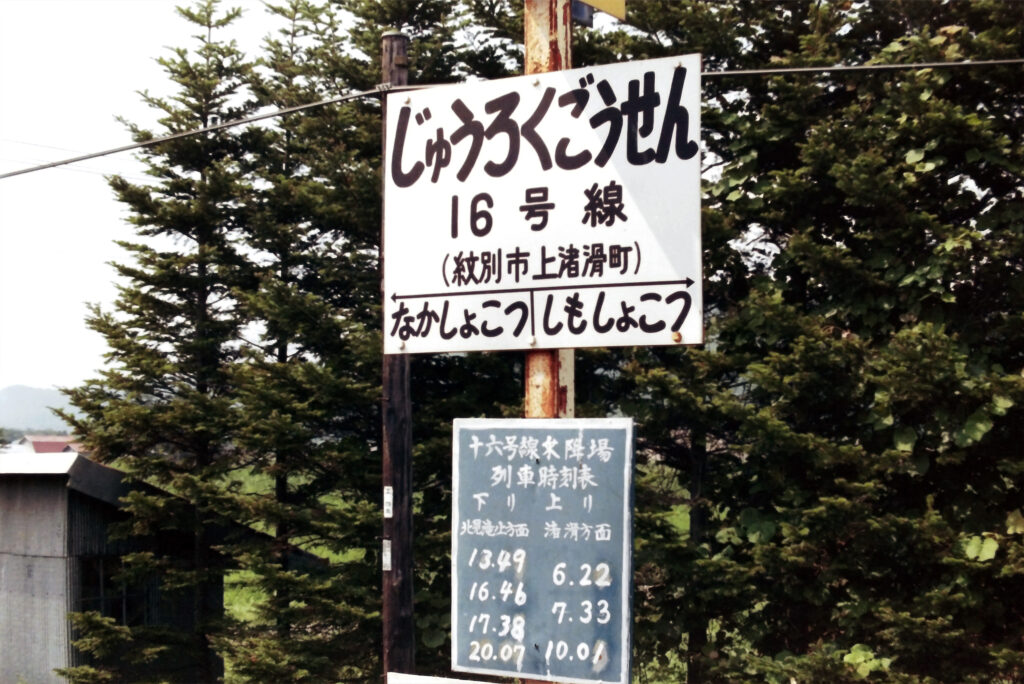 じゅうろくごうせん
16号線
(紋別市上渚滑町)
なかしょこつ しもしょこつ
十六号線乗降場
列車時刻表
下り 上り
北見滝ノ上方面 渚滑方面
13.49 6.22
16.46 7.33
17.38 10.01
20.07